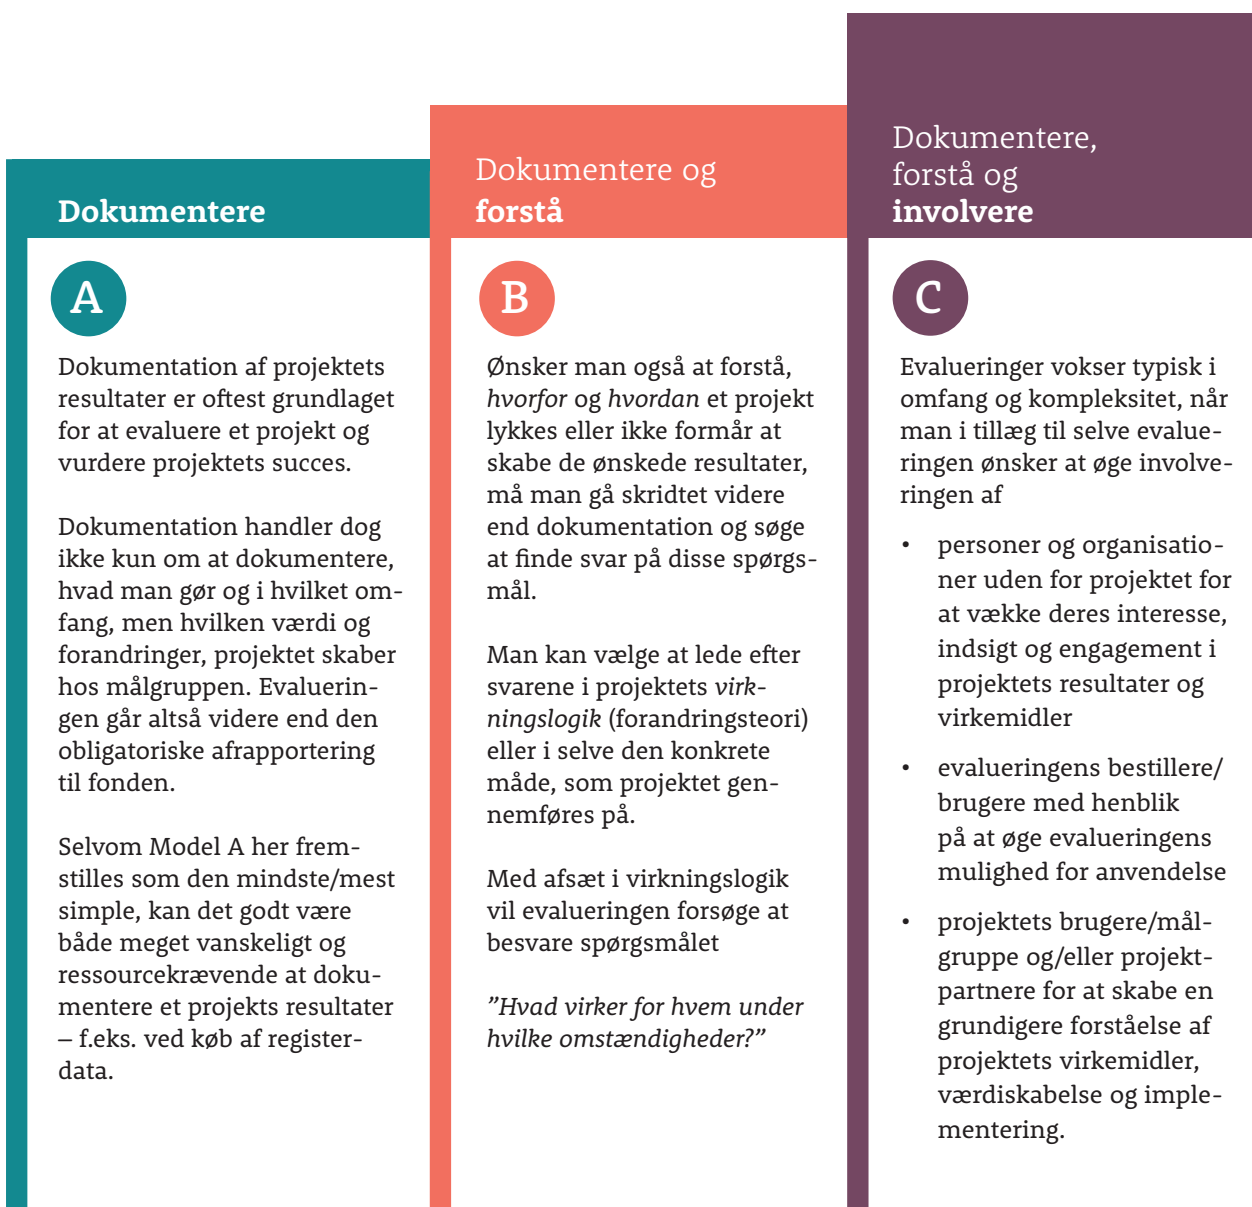 Dokumentere
A
Dokumentation af projektets
resultater er oftest grundlaget
for at evaluere et projekt og
vurdere projektets succes.
Dokumentation handler dog
ikke kun om at dokumentere,
hvad man gør og i hvilket om-
fang, men hvilken værdi og
forandringer, projektet skaber
hos målgruppen. Evaluerin-
gen går altså videre end den
obligatoriske afrapportering
til fonden.
Selvom Model A her frem-
stilles som den mindste/mest
simple, kan det godt være
både meget vanskeligt og
ressourcekrævende at doku-
mentere et projekts resultater
– f.eks. ved køb af register-
data.
Dokumentere og
forstå
B
Ønsker man også at forstå,
hvorfor og hvordan et projekt
lykkes eller ikke formår at
skabe de ønskede resultater,
må man gå skridtet videre
end dokumentation og søge
at finde svar på disse spørgs-
mål.
Man kan vælge at lede efter
svarene i projektets virk-
ningslogik (forandringsteori)
eller i selve den konkrete
måde, som projektet gen-
nemføres på.
Med afsæt i virkningslogik
vil evalueringen forsøge at
besvare spørgsmålet
”Hvad virker for hvem under
hvilke omstændigheder?”
Dokumentere,
forstå og
involvere
C
Evalueringer vokser typisk i
omfang og kompleksitet, når
man i tillæg til selve evalue-
ringen ønsker at øge involve-
ringen af
• personer og organisatio-
ner uden for projektet for
at vække deres interesse,
indsigt og engagement i
projektets resultater og
virkemidler
• evalueringens bestillere/
brugere med henblik
på at øge evalueringens
mulighed for anvendelse
• projektets brugere/mål-
gruppe og/eller projekt-
partnere for at skabe en
grundigere forståelse af
projektets virkemidler,
værdiskabelse og imple-
mentering.